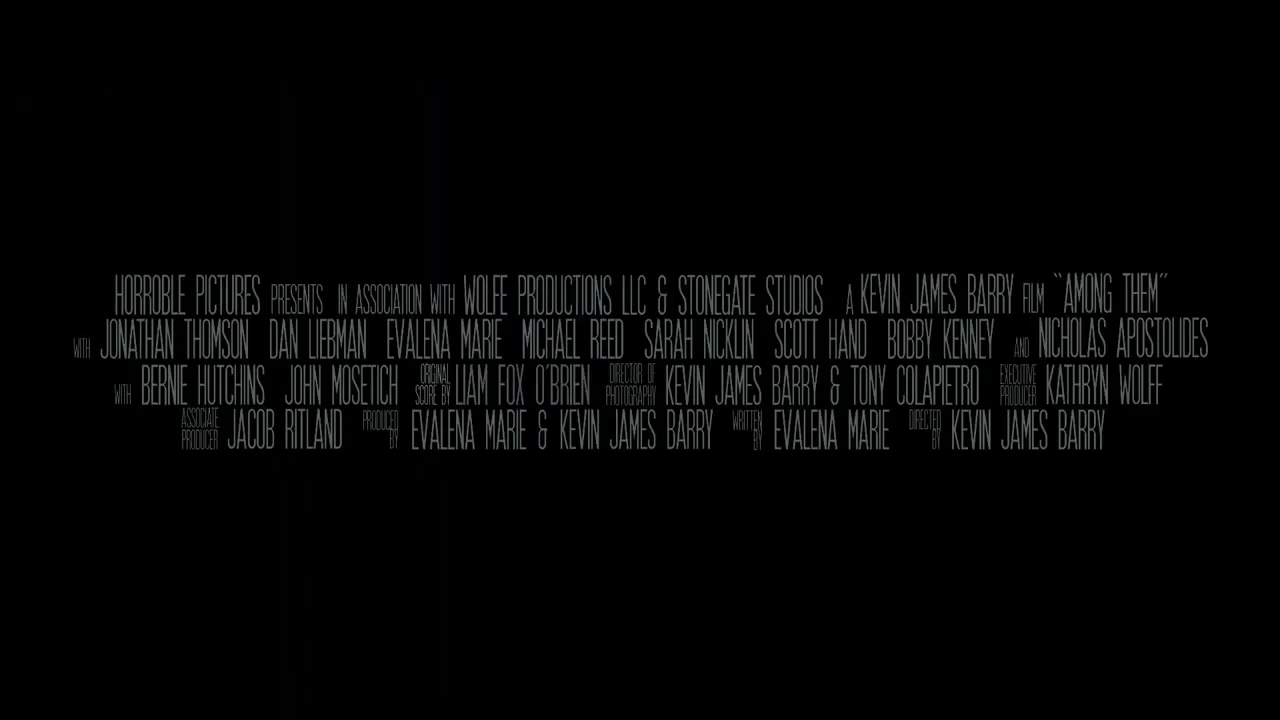 HORROBLE PICTURES PRESENTS IN ASSOCIATION WITH WOLFE PRODUCTIONS LLC & STONEGATE STUDIOS A KEVIN JAMES BARRY FILM "AMONG THEM"
WITH JONATHAN THOMSON DAN LIEBMAN EVALENA MARIE MICHAEL REED SARAH NICKLIN SCOTT HAND BOBBY KENNEY AND NICHOLAS APOSTOLIDES
WITH BERNIE HUTCHINS JOHN MOSETICH ORIGINAL SCORE BY LIAM FOX O'BRIEN DIRECTOR OF PHOTOGRAPHY KEVIN JAMES BARRY & TONY COLAPIETRO EXECUTIVE PRODUCER KATHRYN WOLFF
ASSOCIATE PRODUCER JACOB RITLAND PRODUCED BY EVALENA MARIE & KEVIN JAMES BARRY WRITTEN BY EVALENA MARIE DIRECTED BY KEVIN JAMES BARRY